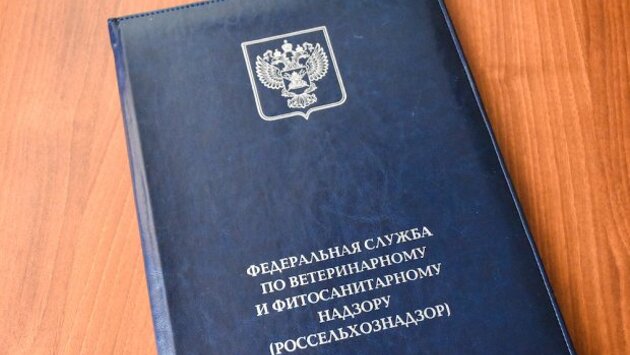 ФЕДЕРАЛЬНАЯ СЛУЖБА
ПО ВЕТЕРИНАРНОМУ
И ФИТОСАНИТАРНОМУ
НАДЗОРУ
(РОССЕЛЬХОЗНАДЗОР)